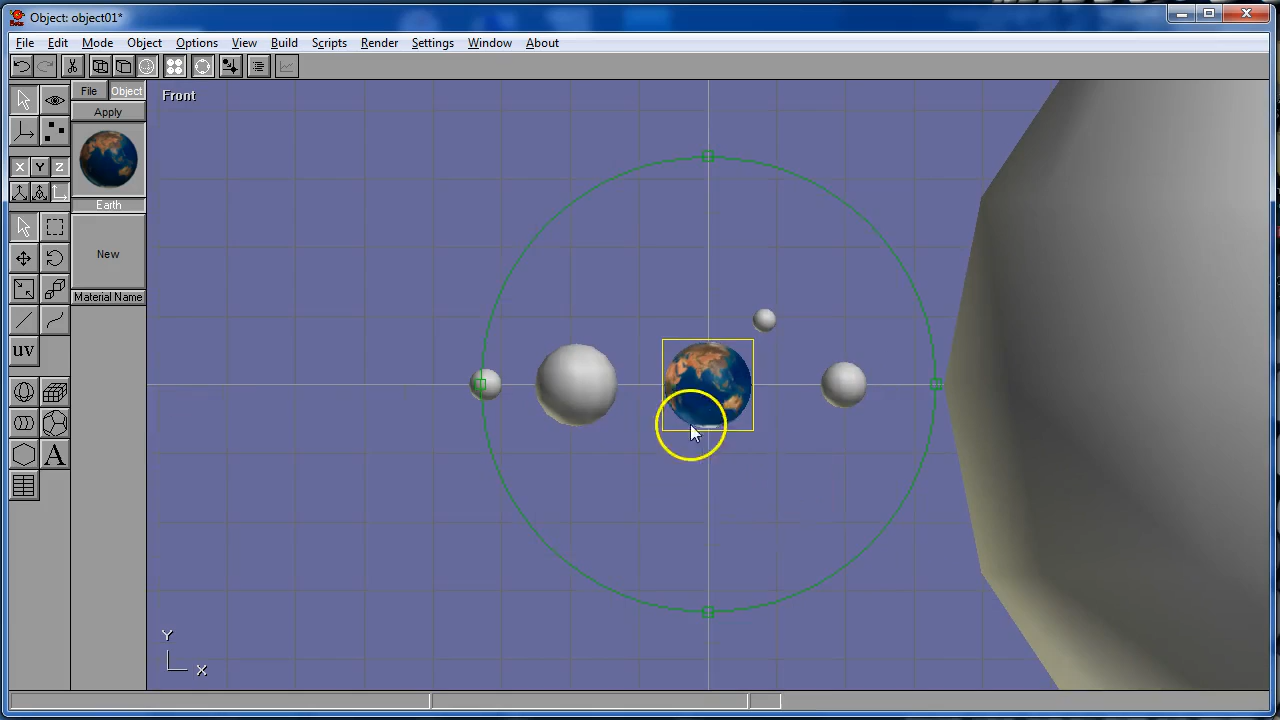 Object: object01*
File Edit Mode Object Options View Build Scripts Render Settings Window About
File Object
Apply
Front
X Y Z
Earth
New
uv
Material Name
A
Y
X